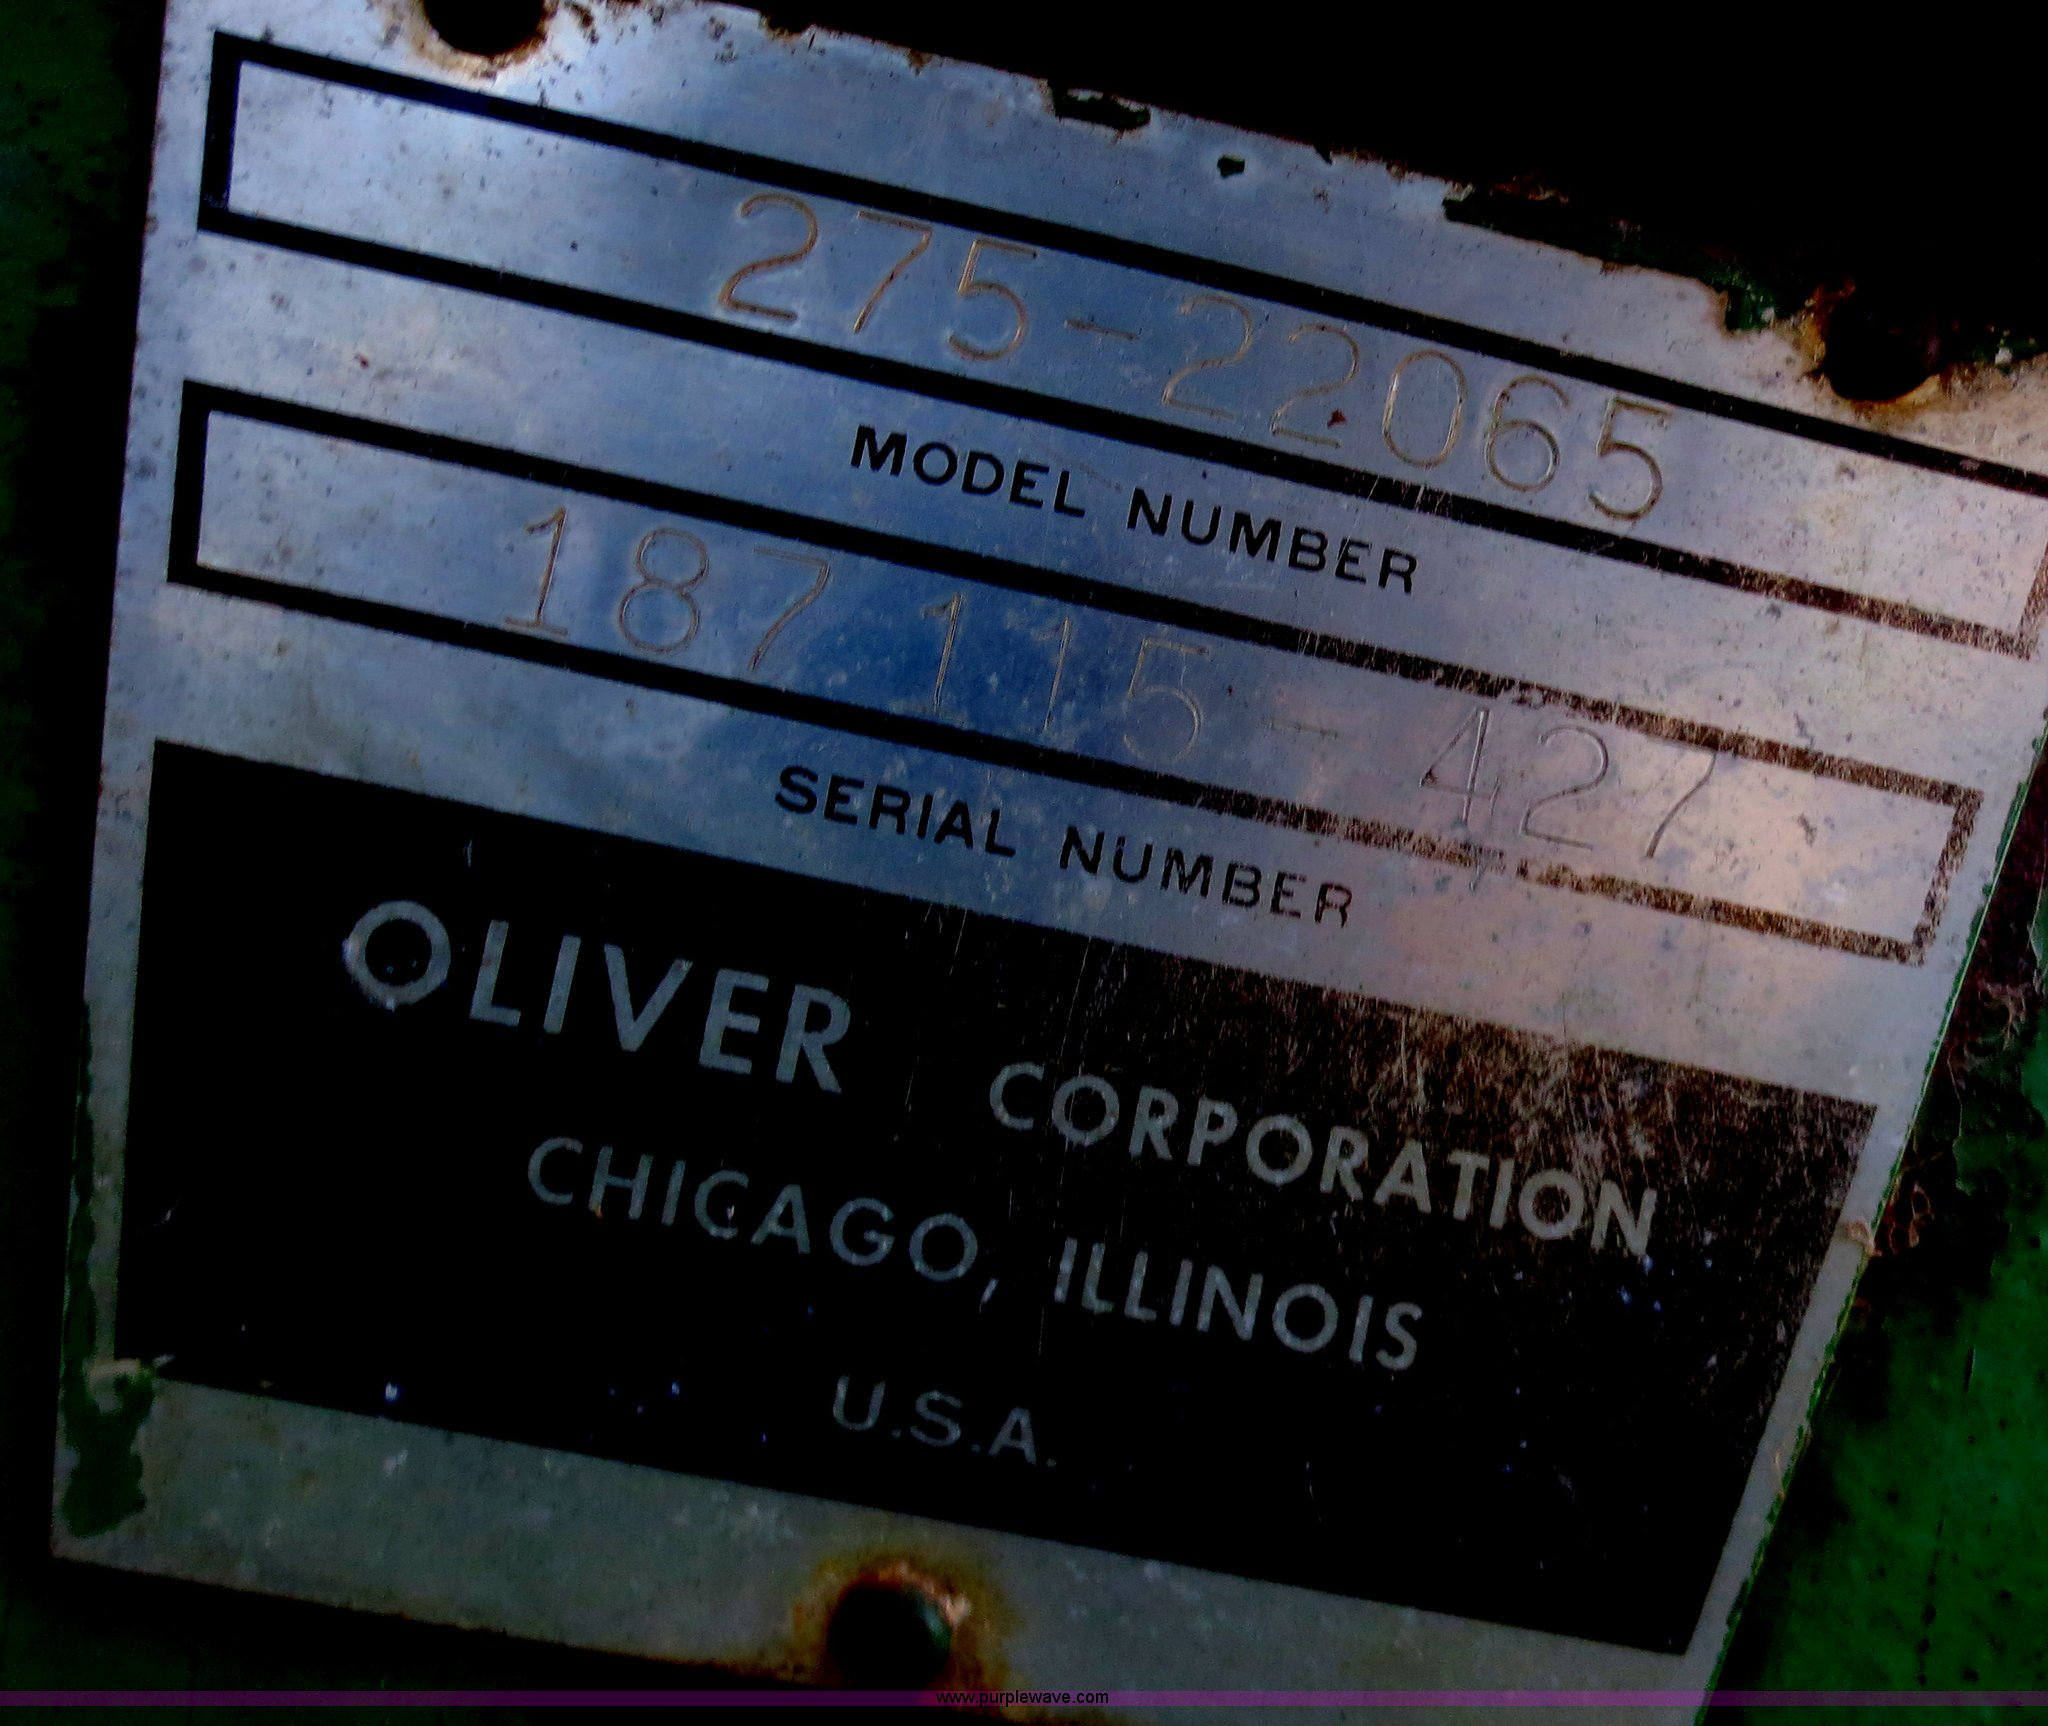 275-22065
MODEL NUMBER
187 115 - 427
SERIAL NUMBER
OLIVER CORPORATION
CHICAGO, ILLINOIS
U.S.A.
www.purplewave.com